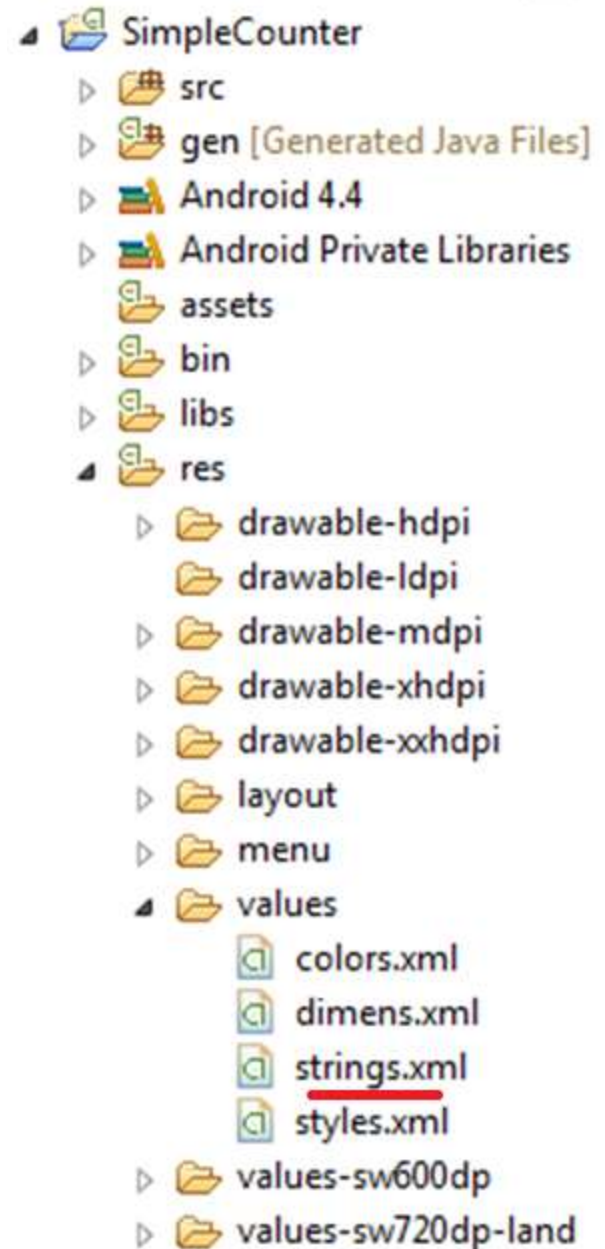 SimpleCounter
src
gen [Generated Java Files]
Android 4.4
Android Private Libraries
assets
bin
libs
res
drawable-hdpi
drawable-ldpi
drawable-mdpi
drawable-xhdpi
drawable-xxhdpi
layout
menu
values
colors.xml
dimens.xml
strings.xml
styles.xml
values-sw600dp
values-sw720dp-land